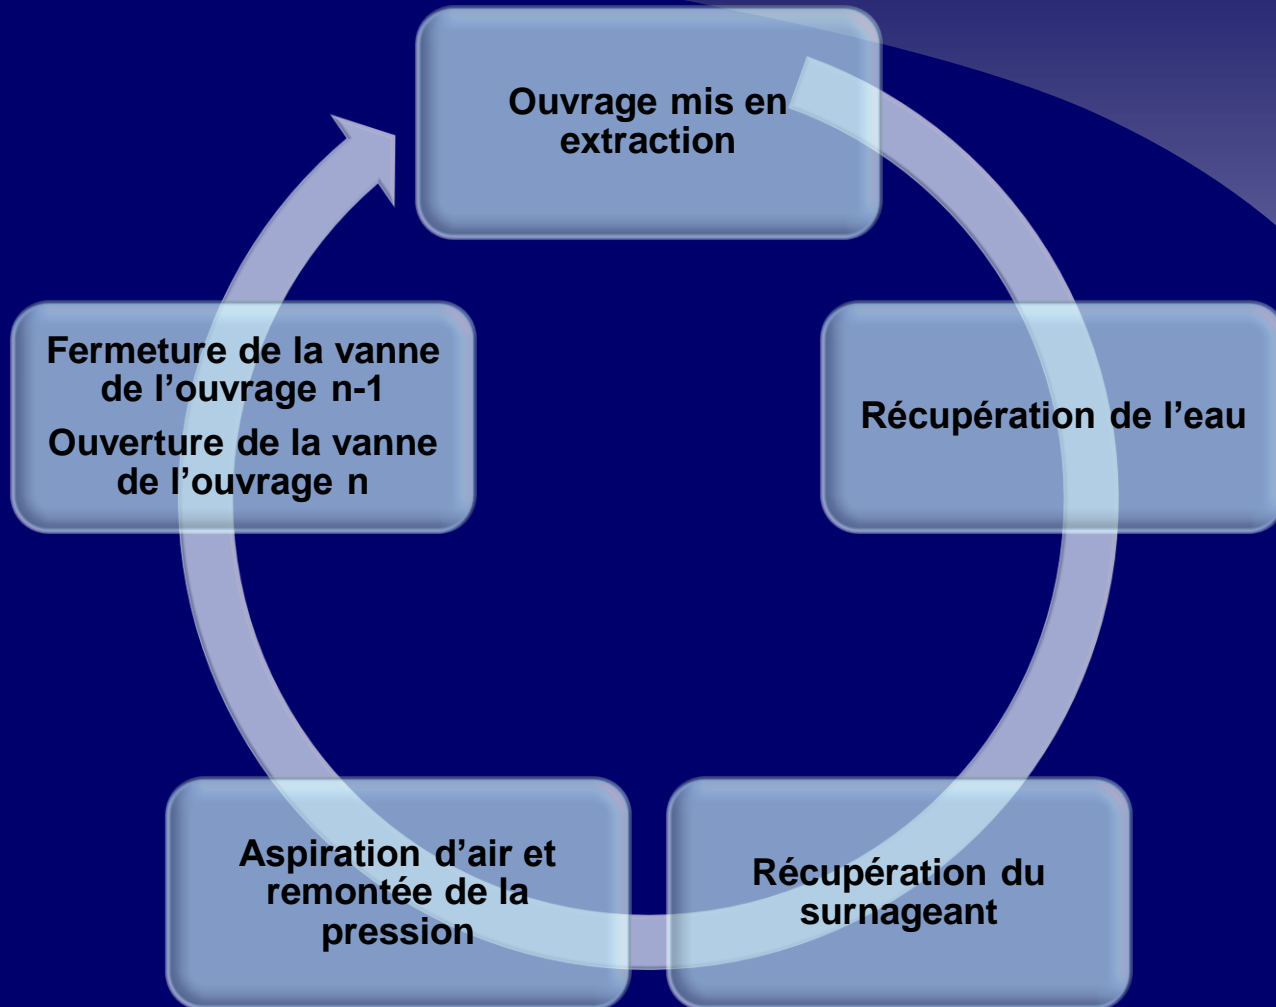 Ouvrage mis en
extraction
Récupération de l’eau
Récupération du
surnageant
Aspiration d’air et
remontée de la
pression
Fermeture de la vanne
de l’ouvrage n-1
Ouverture de la vanne
de l’ouvrage n